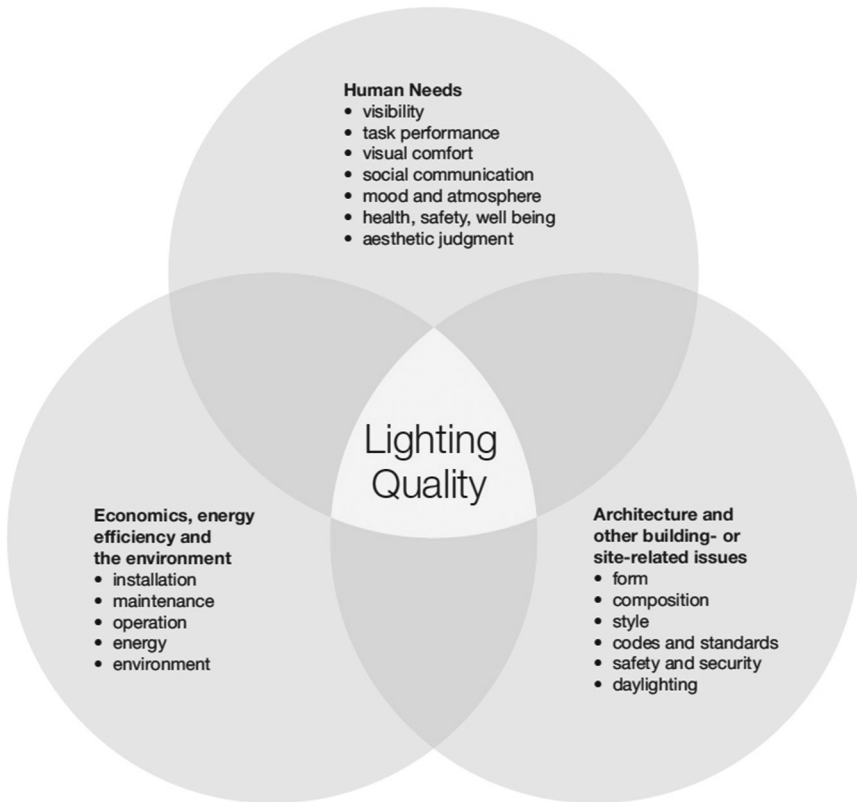 Human Needs
• visibility
• task performance
• visual comfort
• social communication
• mood and atmosphere
• health, safety, well being
• aesthetic judgment
Lighting
Quality
Economics, energy
efficiency and
the environment
• installation
• maintenance
• operation
• energy
• environment
Architecture and
other building- or
site-related issues
• form
• composition
• style
• codes and standards
• safety and security
• daylighting